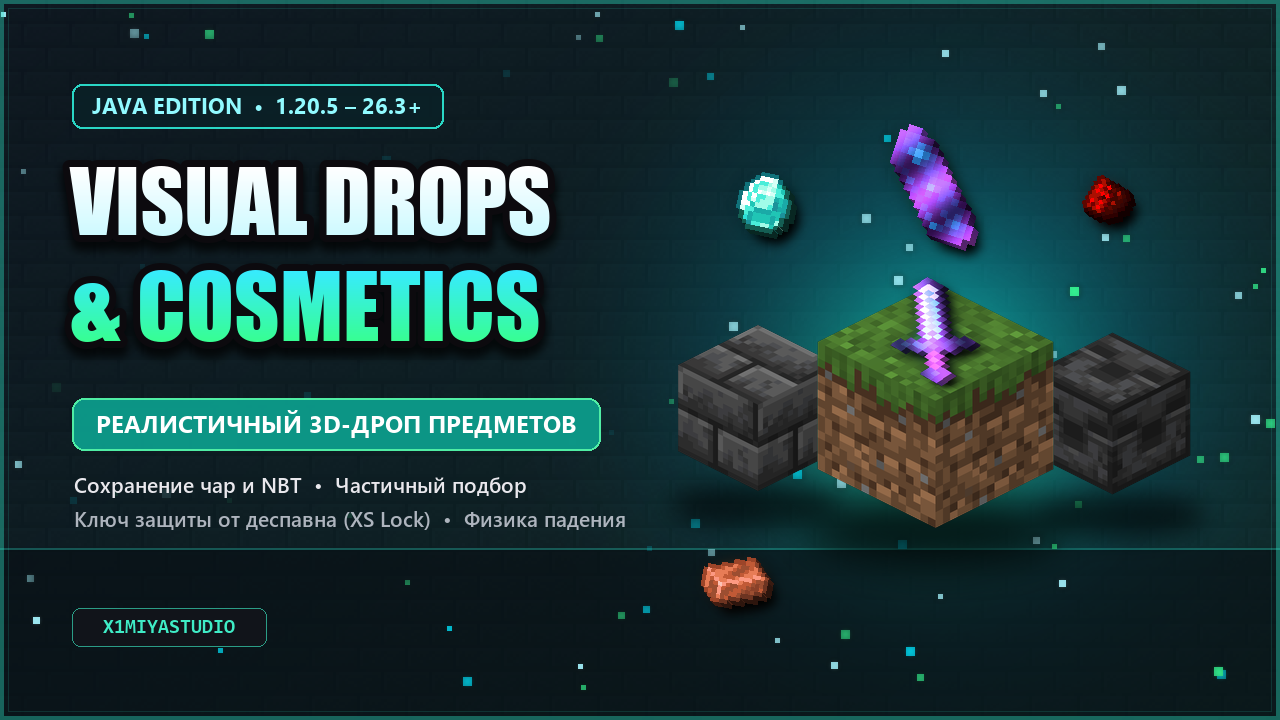 JAVA EDITION • 1.20.5 – 26.3+
VISUAL DROPS
& COSMETICS
РЕАЛИСТИЧНЫЙ 3D-ДРОП ПРЕДМЕТОВ
Сохранение чар и NBT • Частичный подбор
Ключ защиты от деспавна (XS Lock) • Физика падения
X1MIYASTUDIO